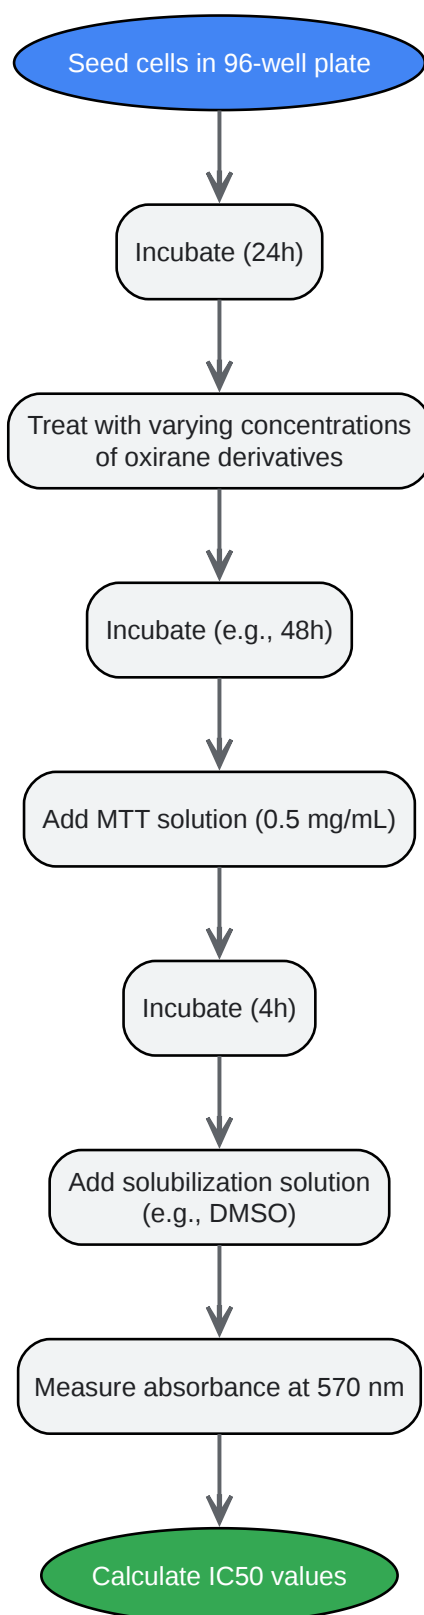 Seed cells in 96-well plate
Incubate (24h)
Treat with varying concentrations
of oxirane derivatives
Incubate (e.g., 48h)
Add MTT solution (0.5 mg/mL)
Incubate (4h)
Add solubilization solution
(e.g., DMSO)
Measure absorbance at 570 nm
Calculate IC50 values